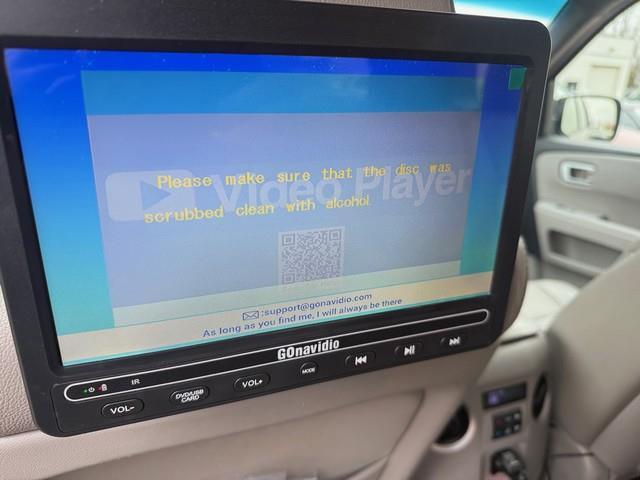 Please make sure that the disc was
scrubbed clean with alcohol.
Video Player
:support@gonavidio.com
As long as you find me, I will always be there
GOnavidio
IR
VOL-
DVD/USB
CARD
VOL+
MODE